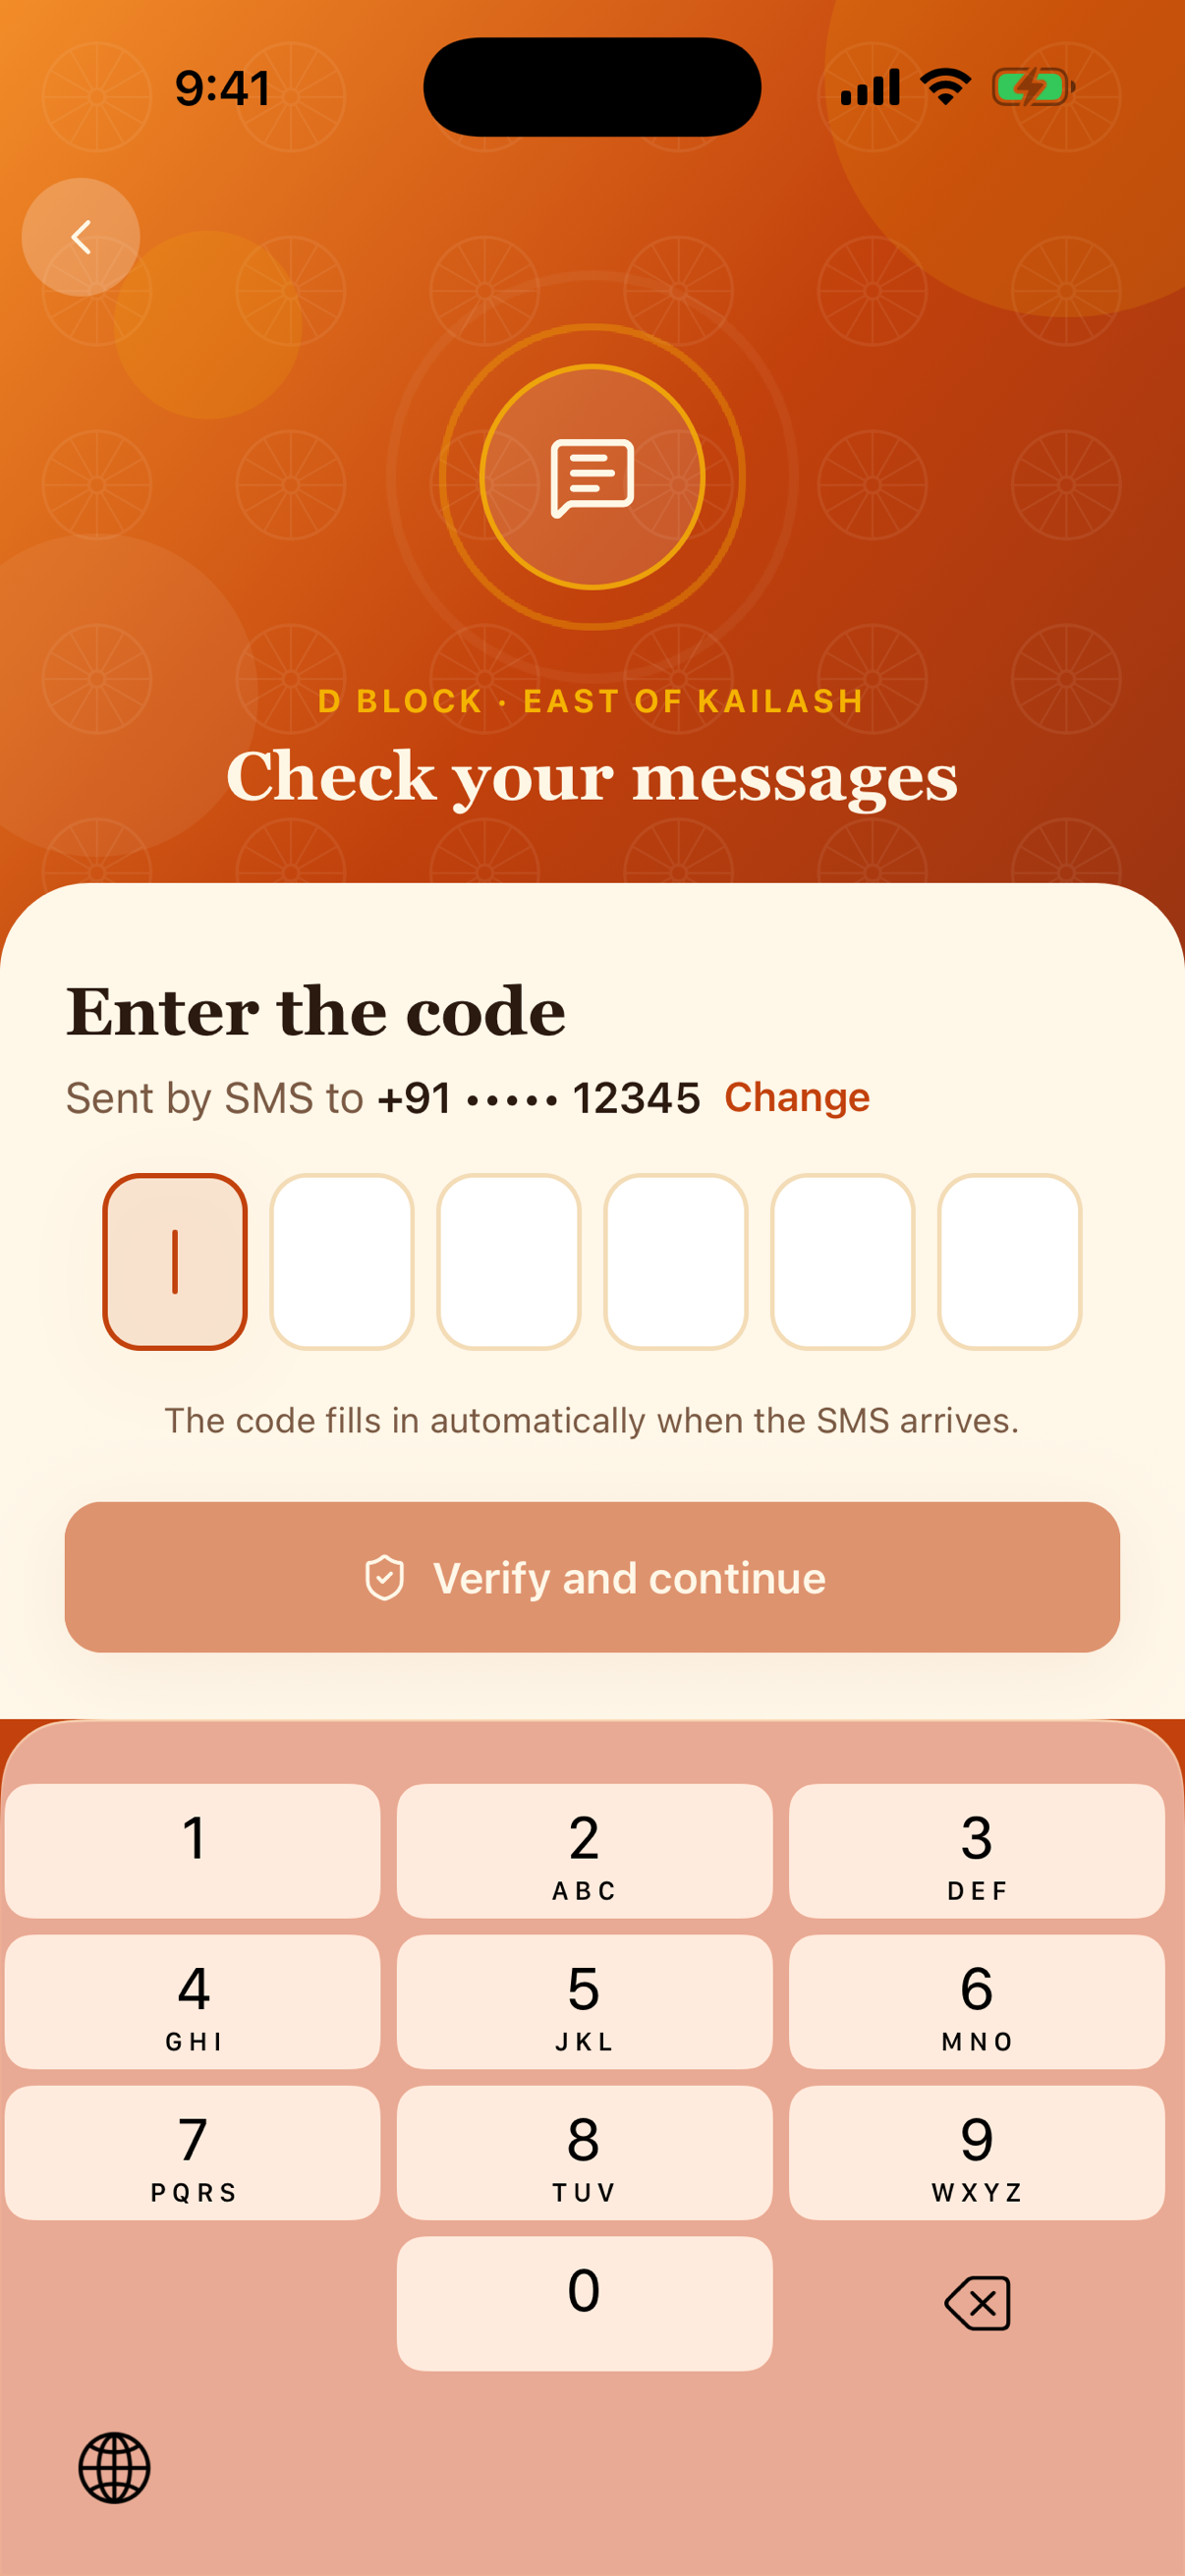 9:41
D BLOCK · EAST OF KAILASH
Check your messages
Enter the code
Sent by SMS to +91 ••••• 12345 Change
The code fills in automatically when the SMS arrives.
Verify and continue
1
2
ABC
3
DEF
4
GHI
5
JKL
6
MNO
7
PQRS
8
TUV
9
WXYZ
0